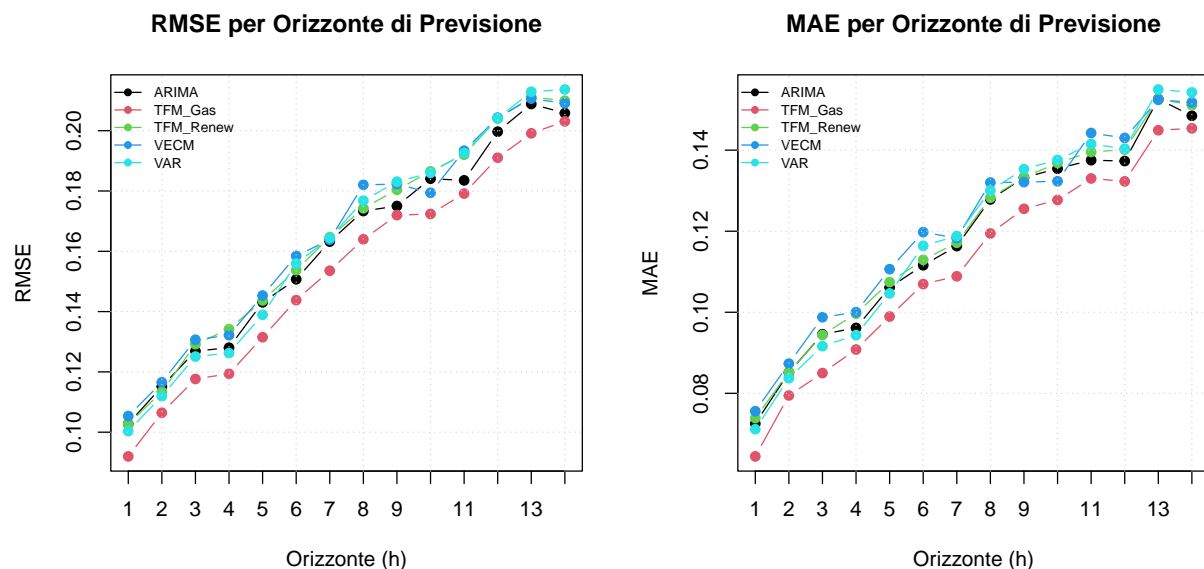 RMSE per Orizzonte di Previsione
ARIMA
TFM_Gas
TFM_Renew
VECM
VAR
0.20
0.18
0.16
0.14
0.12
0.10
RMSE
1 2 3 4 5 6 7 8 9 11 13
Orizzonte (h)
MAE per Orizzonte di Previsione
ARIMA
TFM_Gas
TFM_Renew
VECM
VAR
0.14
0.12
0.10
0.08
MAE
1 2 3 4 5 6 7 8 9 11 13
Orizzonte (h)